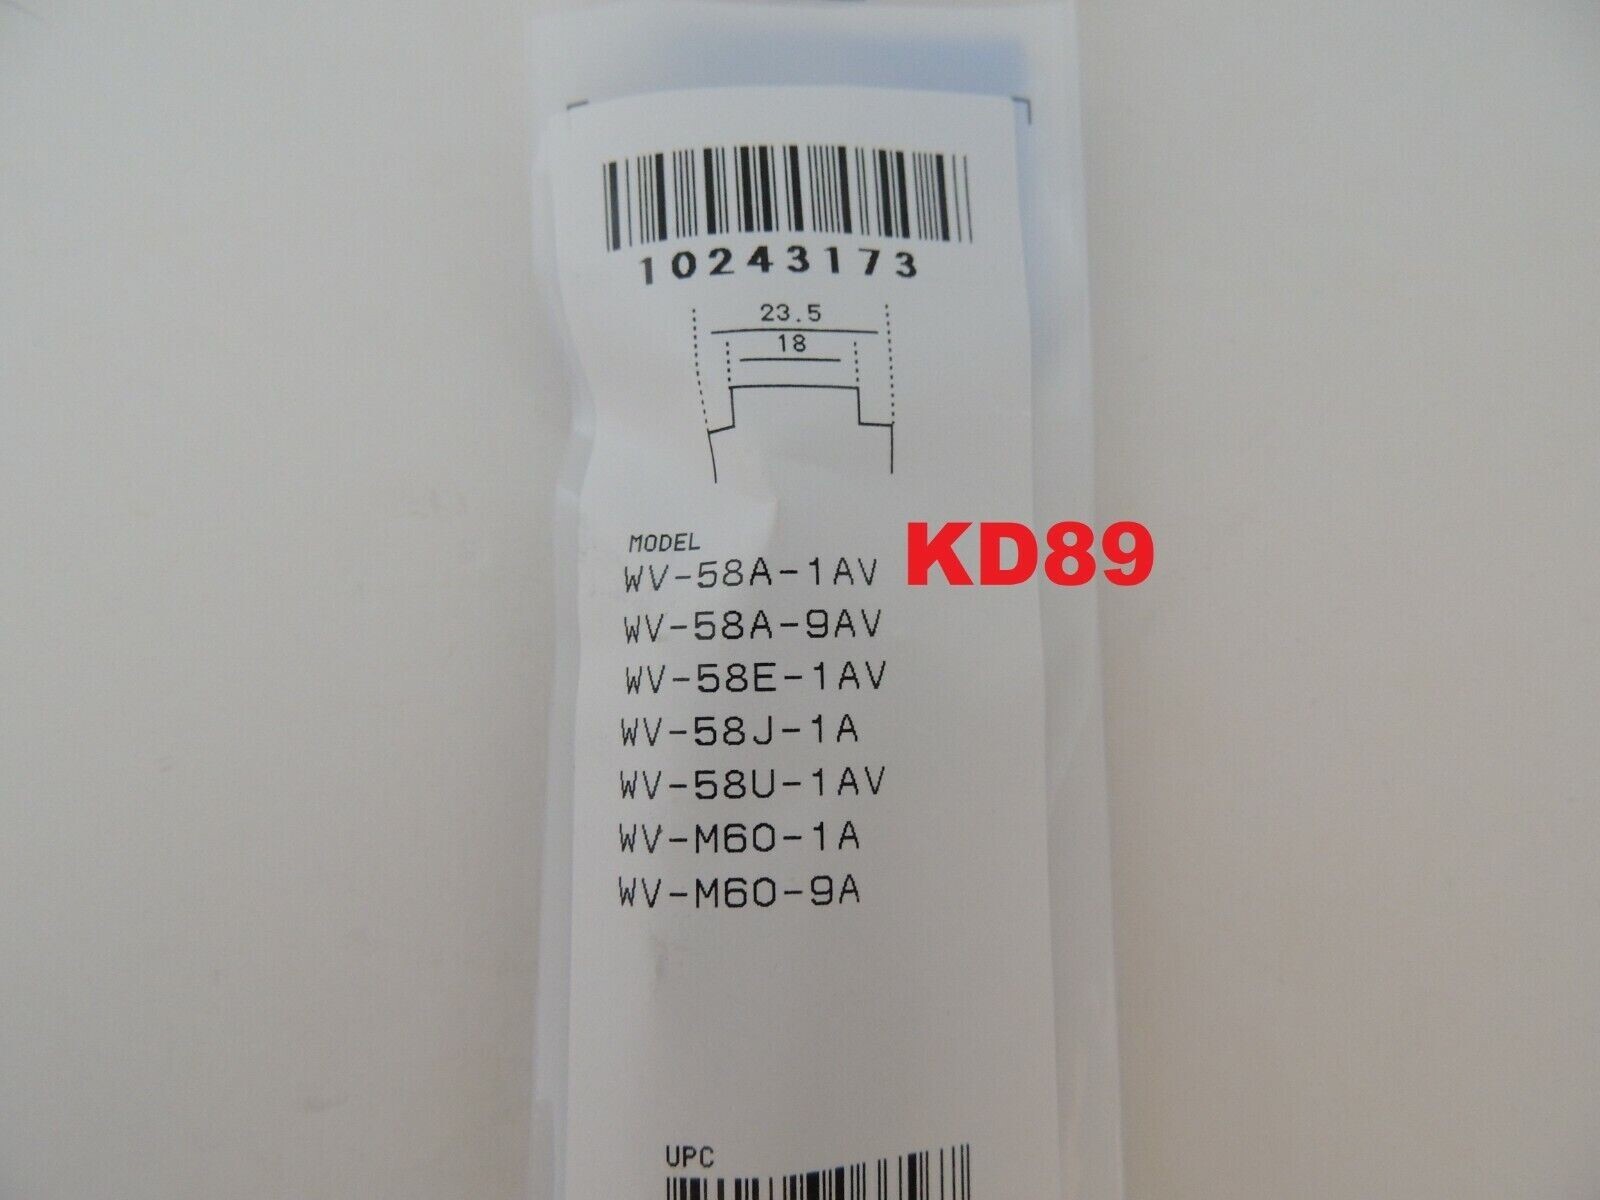 10243173
23.5
18
MODEL
WV-58A-1AV KD89
WV-58A-9AV
WV-58E-1AV
WV-58J-1A
WV-58U-1AV
WV-M60-1A
WV-M60-9A
UPC